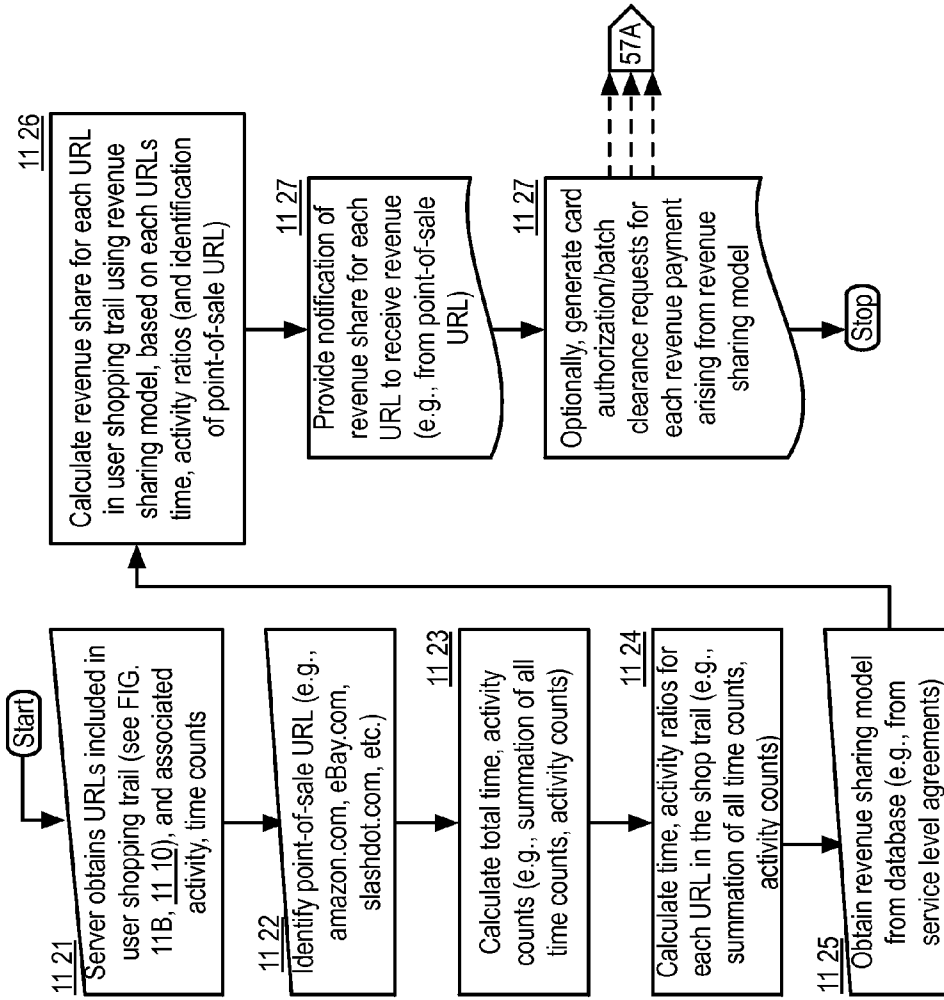 Start
11 21
Server obtains URLs included in
user shopping trail (see FIG.
11B, 11 10), and associated
activity, time counts
11 22
Identify point-of-sale URL (e.g.,
amazon.com, eBay.com,
slashdot.com, etc.)
11 23
Calculate total time, activity
counts (e.g., summation of all
time counts, activity counts)
11 24
Calculate time, activity ratios for
each URL in the shop trail (e.g.,
summation of all time counts,
activity counts)
11 25
Obtain revenue sharing model
from database (e.g., from
service level agreements)
11 26
Calculate revenue share for each URL
in user shopping trail using revenue
sharing model, based on each URLs
time, activity ratios (and identification
of point-of-sale URL)
11 27
Provide notification of
revenue share for each
URL to receive revenue
(e.g., from point-of-sale
URL)
11 27
Optionally, generate card
authorization/batch
clearance requests for
each revenue payment
arising from revenue
sharing model
57A
Stop